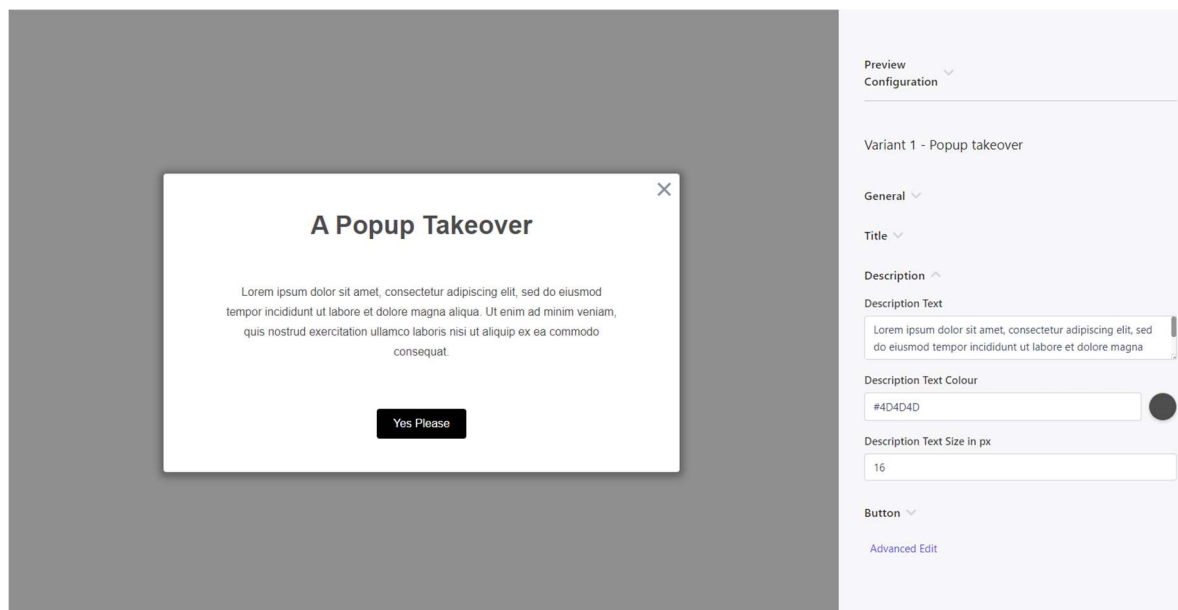 A Popup Takeover
Lorem ipsum dolor sit amet, consectetur adipiscing elit, sed do eiusmod
tempor incididunt ut labore et dolore magna aliqua. Ut enim ad minim veniam,
quis nostrud exercitation ullamco laboris nisi ut aliquip ex ea commodo
consequat.
Yes Please
Preview
Configuration
Variant 1 - Popup takeover
General
Title
Description
Description Text
Lorem ipsum dolor sit amet, consectetur adipiscing elit, sed
do eiusmod tempor incididunt ut labore et dolore magna
Description Text Colour
#4D4D4D
Description Text Size in px
16
Button
Advanced Edit